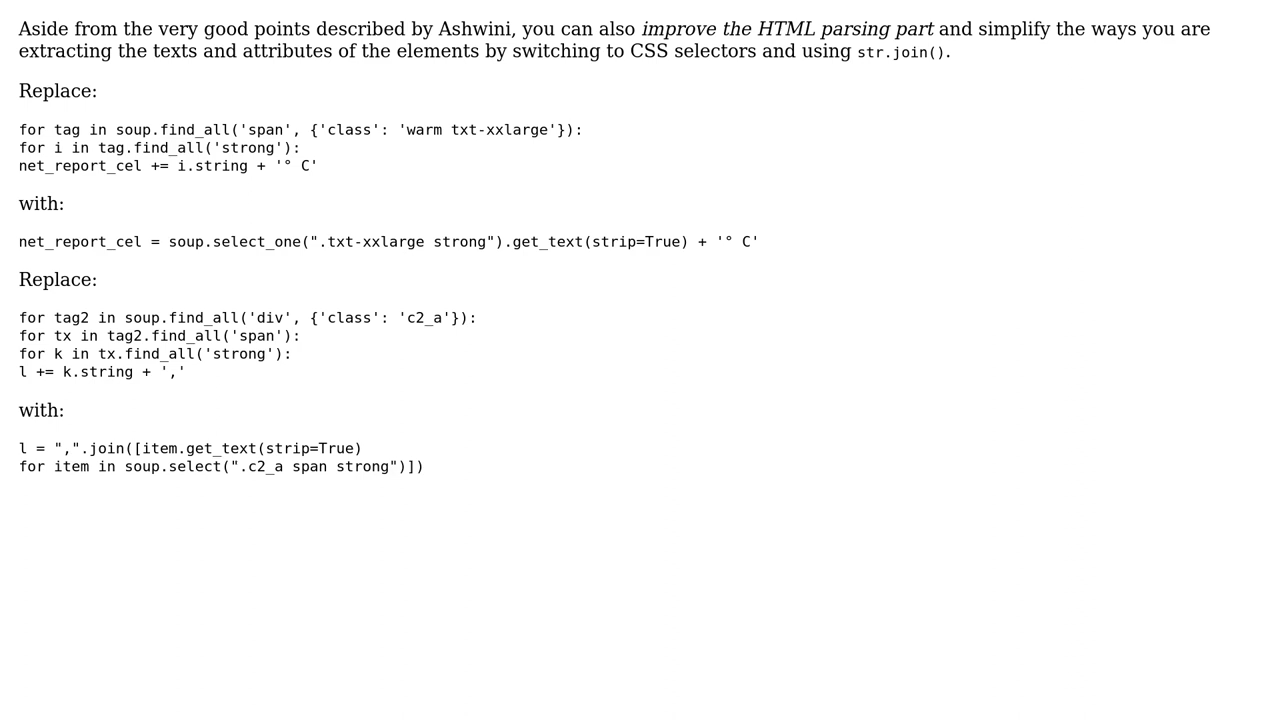 Aside from the very good points described by Ashwini, you can also improve the HTML parsing part and simplify the ways you are
extracting the texts and attributes of the elements by switching to CSS selectors and using str.join().
Replace:
for tag in soup.find_all('span', {'class': 'warm txt-xxlarge'}):
for i in tag.find_all('strong'):
net_report_cel += i.string + '° C'
with:
net_report_cel = soup.select_one(".txt-xxlarge strong").get_text(strip=True) + '° C'
Replace:
for tag2 in soup.find_all('div', {'class': 'c2_a'}):
for tx in tag2.find_all('span'):
for k in tx.find_all('strong'):
l += k.string + ','
with:
l = ",".join([item.get_text(strip=True)
for item in soup.select(".c2_a span strong")])